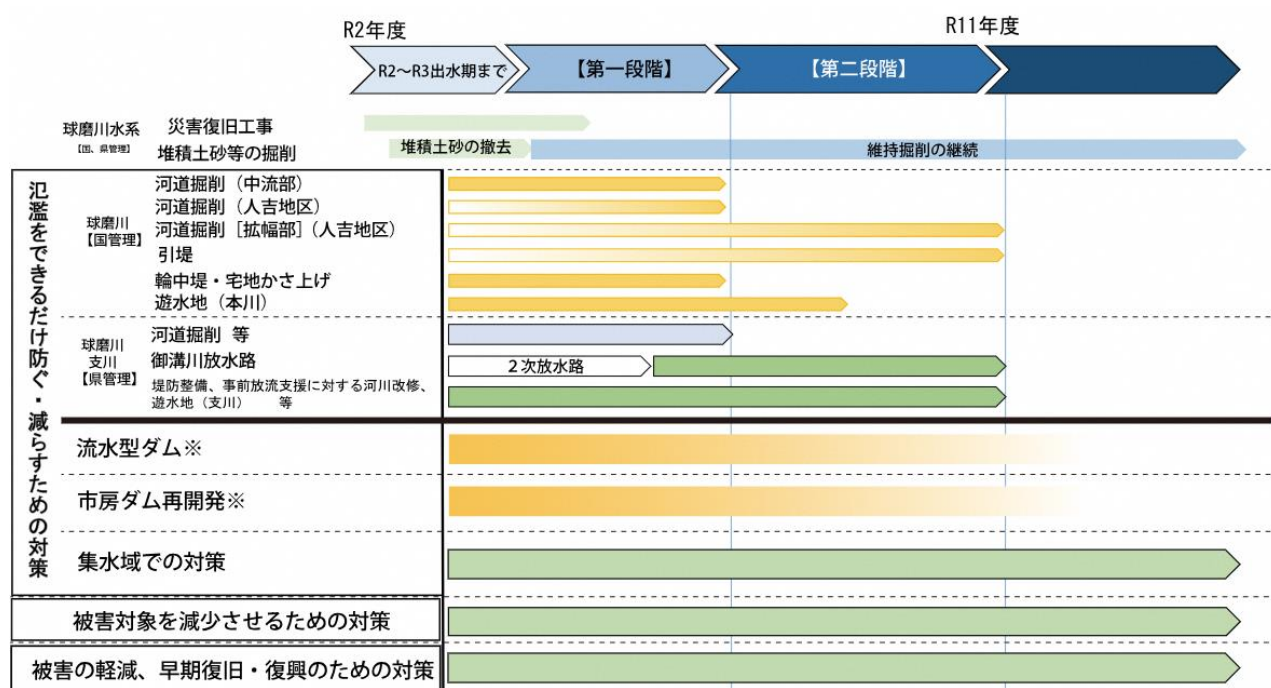 R2年度
R11年度
R2～R3出水期まで
【第一段階】
【第二段階】
球磨川水系
【国、県管理】
災害復旧工事
堆積土砂等の掘削
堆積土砂の撤去
維持掘削の継続
氾濫をできるだけ防ぐ・減らすための対策
球磨川
【国管理】
河道掘削（中流部）
河道掘削（人吉地区）
河道掘削［拡幅部］（人吉地区）
引堤
輪中堤・宅地かさ上げ
遊水地（本川）
球磨川
支川
【県管理】
河道掘削 等
御溝川放水路
２次放水路
堤防整備、事前放流支援に対する河川改修、
遊水地（支川） 等
流水型ダム※
市房ダム再開発※
集水域での対策
被害対象を減少させるための対策
被害の軽減、早期復旧・復興のための対策